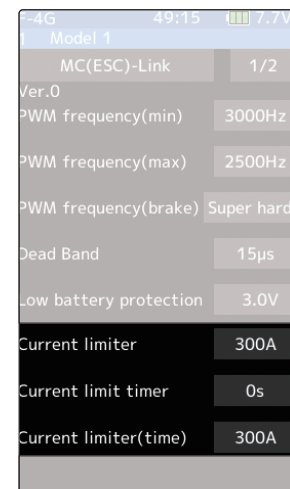 F-4G 49:15 7.7V
1 Model 1
MC(ESC)-Link 1/2
Ver.0
PWM frequency(min) 3000Hz
PWM frequency(max) 2500Hz
PWM frequency(brake) Super hard
Dead Band 15µs
Low battery protection 3.0V
Current limiter 300A
Current limit timer 0s
Current limiter(time) 300A